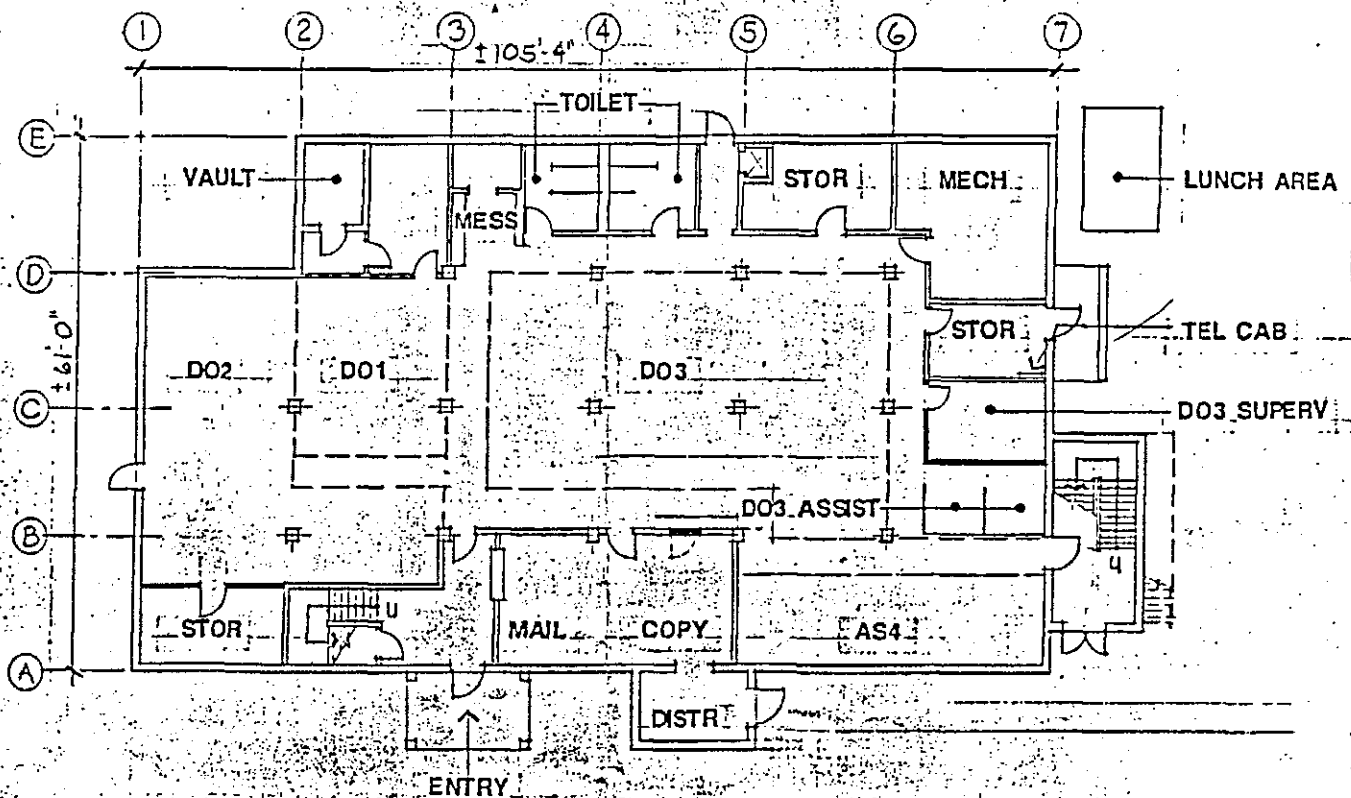 1 2 3 4 5 6 7
±105'-4"
TOILET
E
VAULT
STOR
MECH
LUNCH AREA
MESS
D
±61'-0"
STOR
TEL CAB
DO2
DO1
DO3
C
DO3 SUPERV
DO3 ASSIST
B
U
U
STOR
MAIL
COPY
AS4
A
DISTR
ENTRY